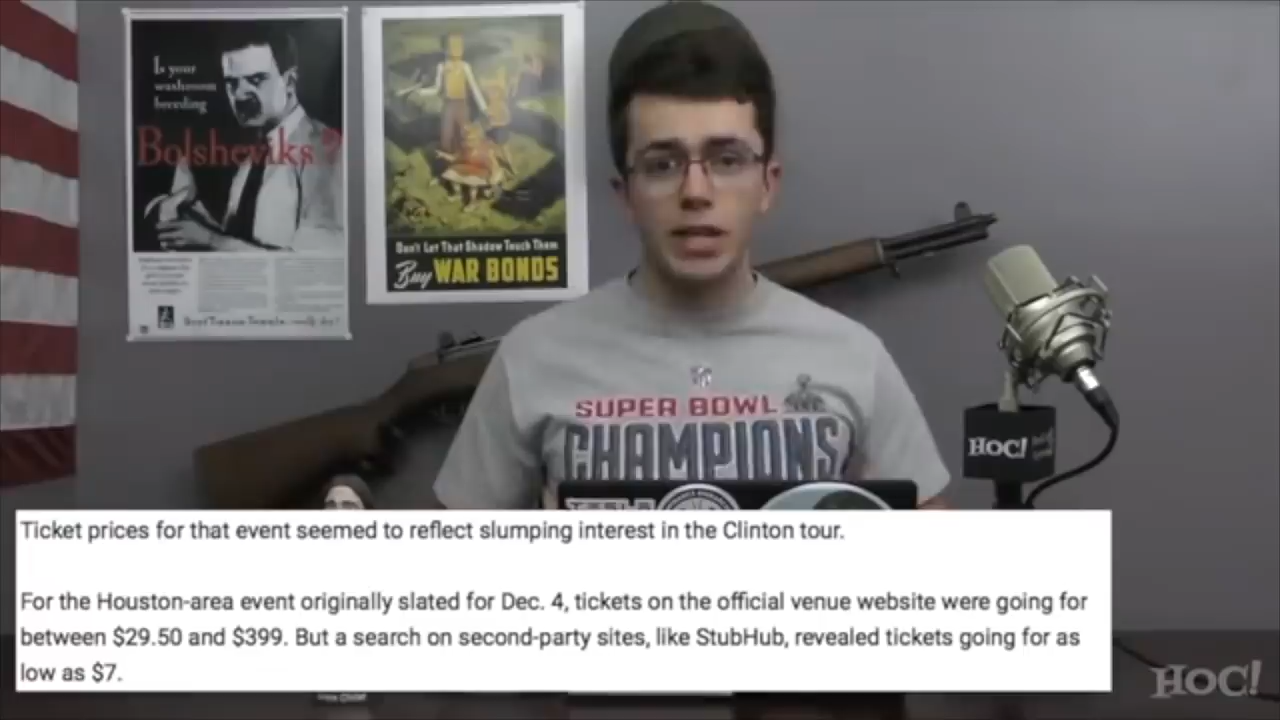 Is your
washroom
breeding
Bolsheviks?
Don't Let That Shadow Touch Them
Buy WAR BONDS
SUPER BOWL
CHAMPIONS
HOC!
Ticket prices for that event seemed to reflect slumping interest in the Clinton tour.
For the Houston-area event originally slated for Dec. 4, tickets on the official venue website were going for
between $29.50 and $399. But a search on second-party sites, like StubHub, revealed tickets going for as
low as $7.
HOC!